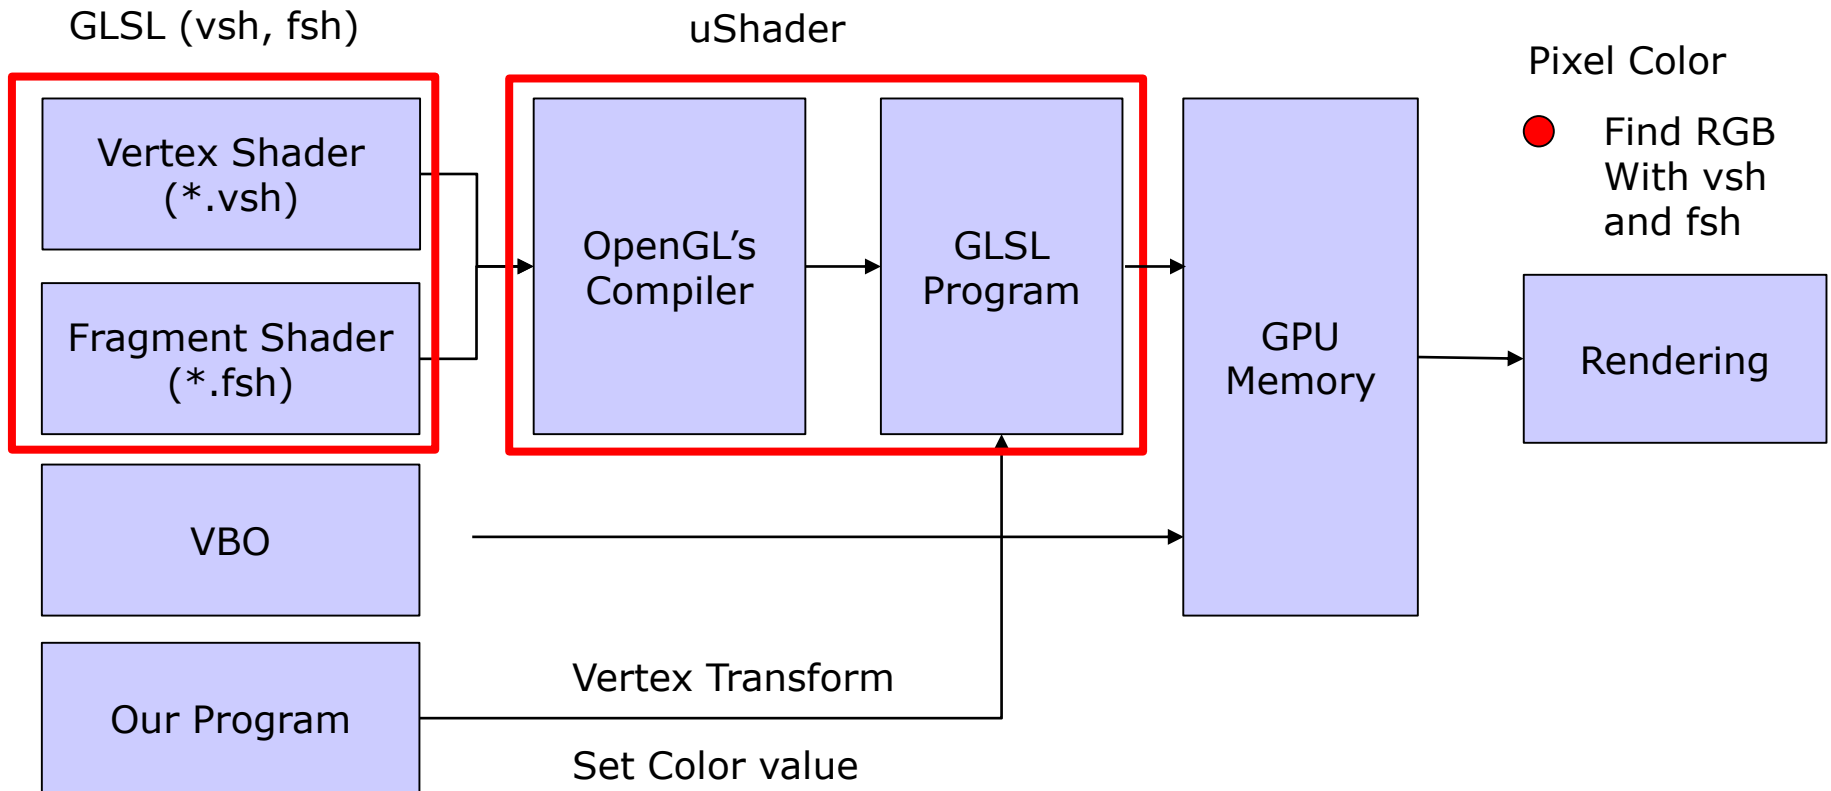 GLSL (vsh, fsh)
uShader
Pixel Color
Vertex Shader
(*.vsh)
Fragment Shader
(*.fsh)
OpenGL’s
Compiler
GLSL
Program
GPU
Memory
Find RGB
With vsh
and fsh
Rendering
VBO
Our Program
Vertex Transform
Set Color value